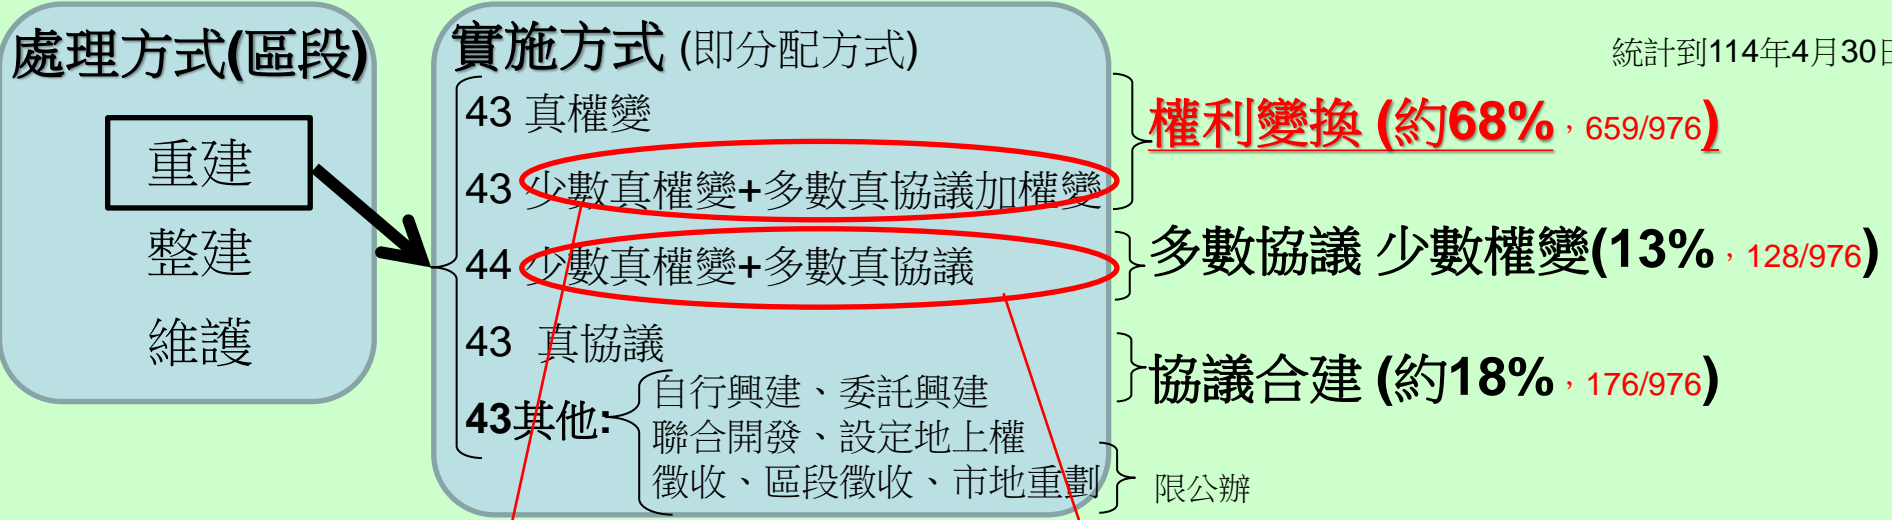 處理方式(區段)
重建
整建
維護
實施方式 (即分配方式)
43 真權變
43 少數真權變+多數真協議加權變
44 少數真權變+多數真協議
43 真協議
43其他:
自行興建、委託興建
聯合開發、設定地上權
徵收、區段徵收、市地重劃
限公辦
統計到114年4月30日
權利變換 (約68%，659/976)
多數協議 少數權變(13%，128/976)
協議合建 (約18%，176/976)